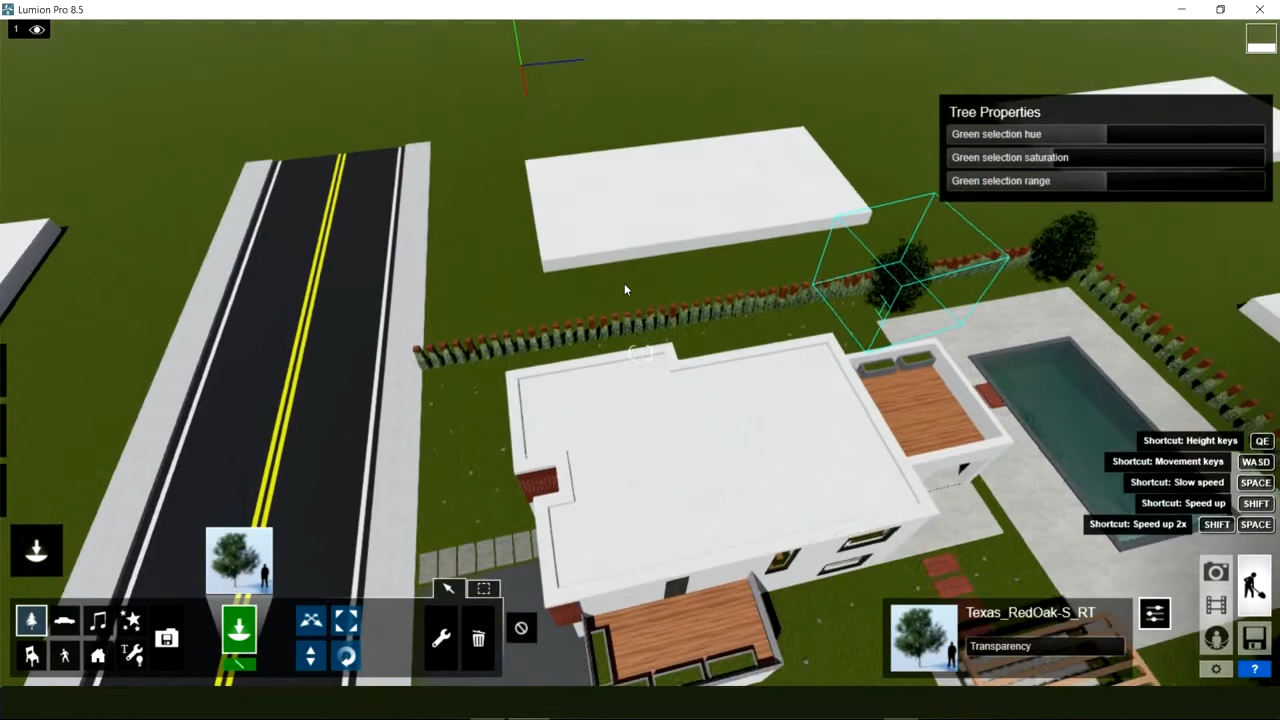 Lumion Pro 8.5
1
Tree Properties
Green selection hue
Green selection saturation
Green selection range
Shortcut: Height keys QE
Shortcut: Movement keys WASD
Shortcut: Slow speed SPACE
Shortcut: Speed up SHIFT
Shortcut: Speed up 2x SHIFT SPACE
Texas_RedOak-S_RT
Transparency
?